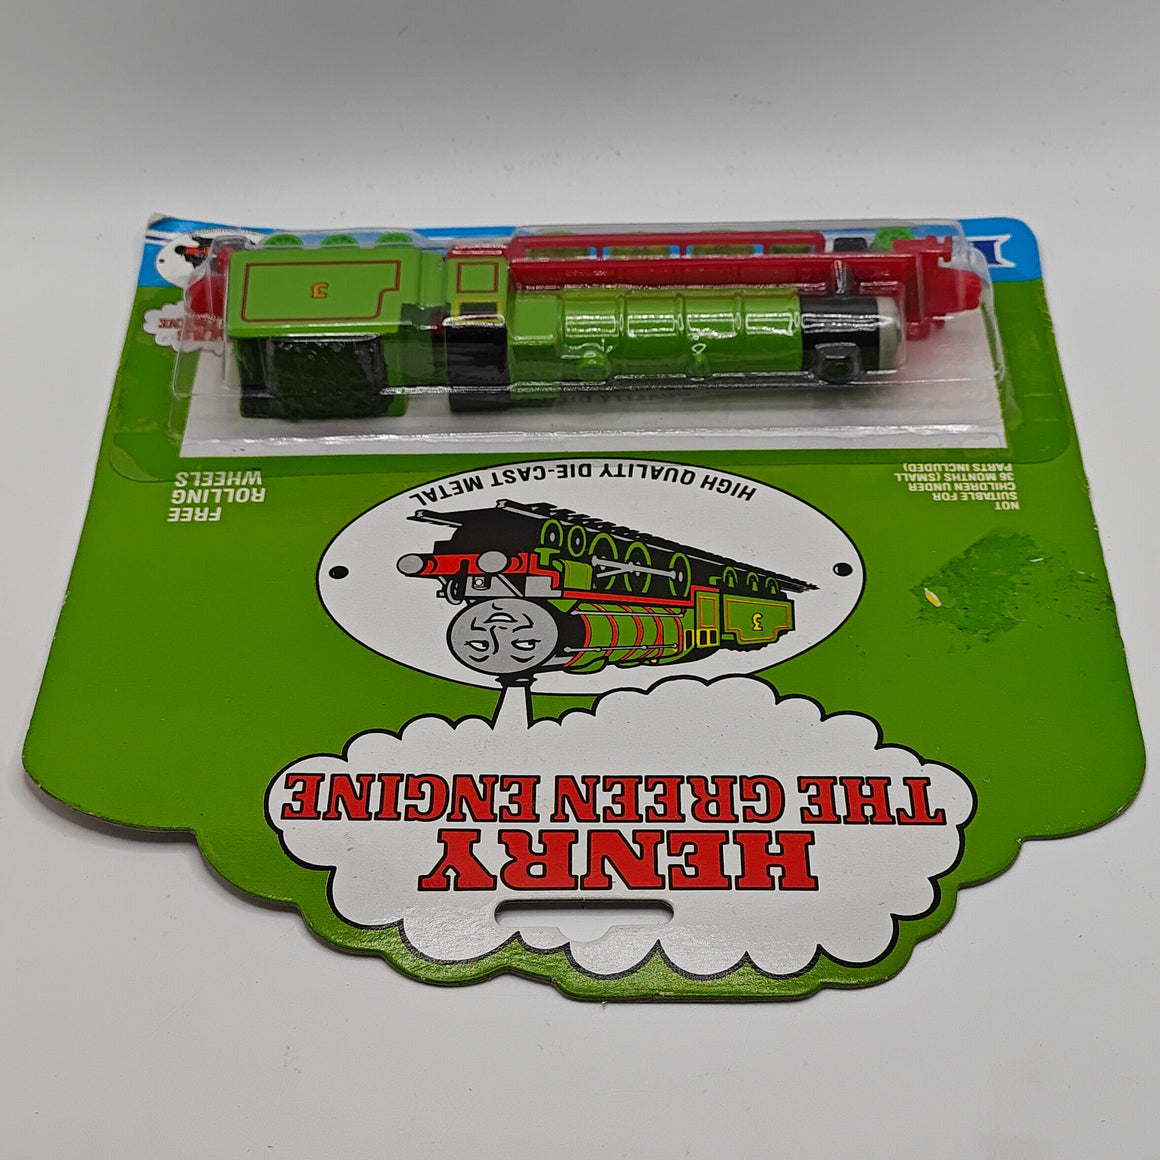 HENRY
THE GREEN ENGINE
3
HIGH QUALITY DIE-CAST METAL
FREE
ROLLING
WHEELS
NOT
SUITABLE FOR
CHILDREN UNDER
36 MONTHS (SMALL
PARTS INCLUDED)
3